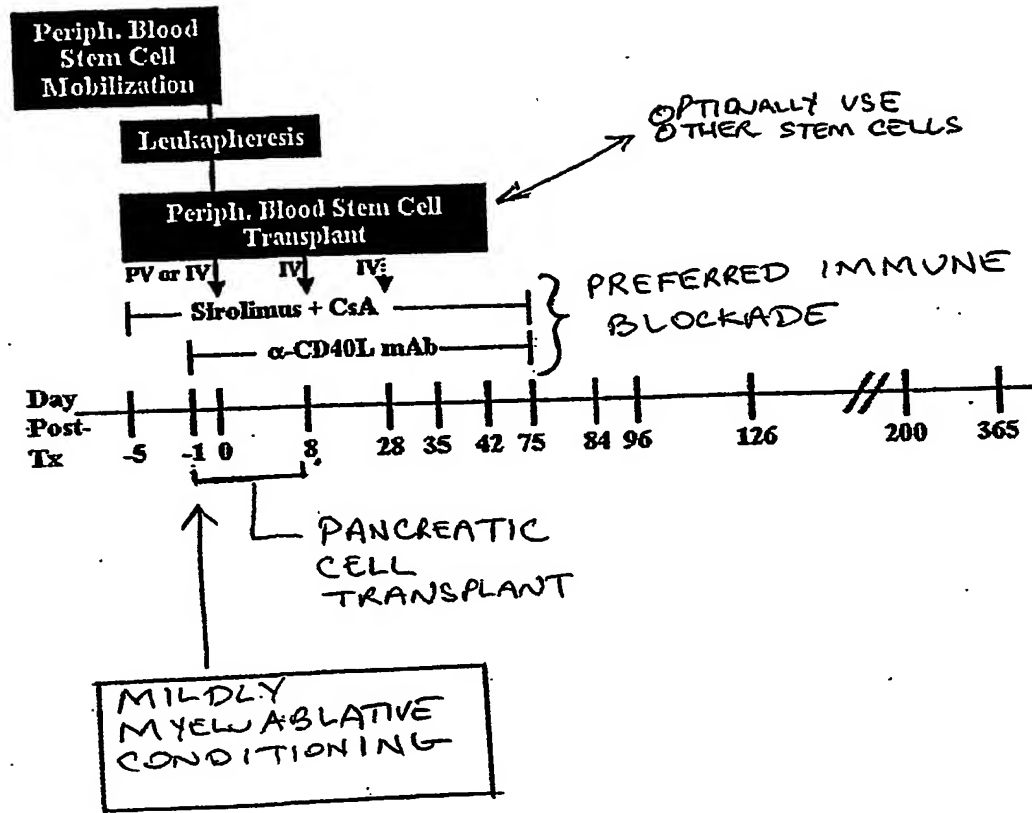 Periph. Blood
Stem Cell
Mobilization
Leukapheresis
OPTIONALLY USE
OTHER STEM CELLS
Periph. Blood Stem Cell
Transplant
PV or IV IV IV
Sirolimus + CsA
α-CD40L mAb
PREFERRED IMMUNE
BLOCKADE
Day
Post-
Tx
-5 -1 0 8 28 35 42 75 84 96 126 200 365
PANCREATIC
CELL
TRANSPLANT
MILDLY
MYELOABLATIVE
CONDITIONING